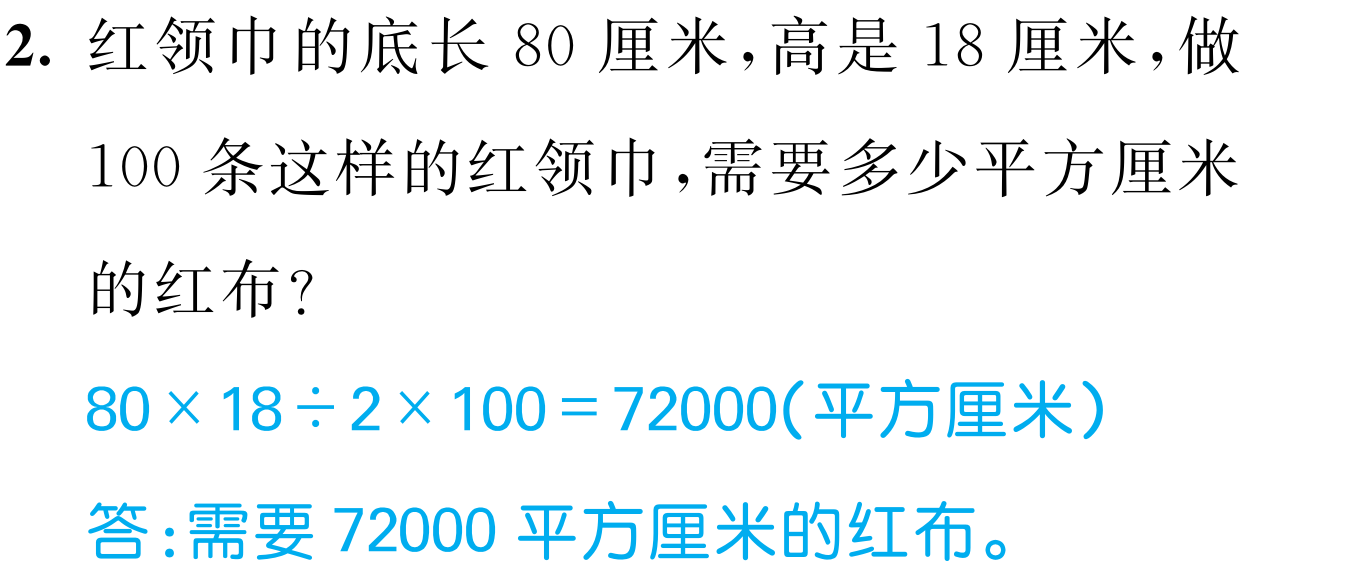 2. 红领巾的底长 80 厘米,高是 18 厘米,做
100 条这样的红领巾,需要多少平方厘米
的红布?
80 × 18 ÷ 2 × 100 = 72000(平方厘米)
答:需要 72000 平方厘米的红布。